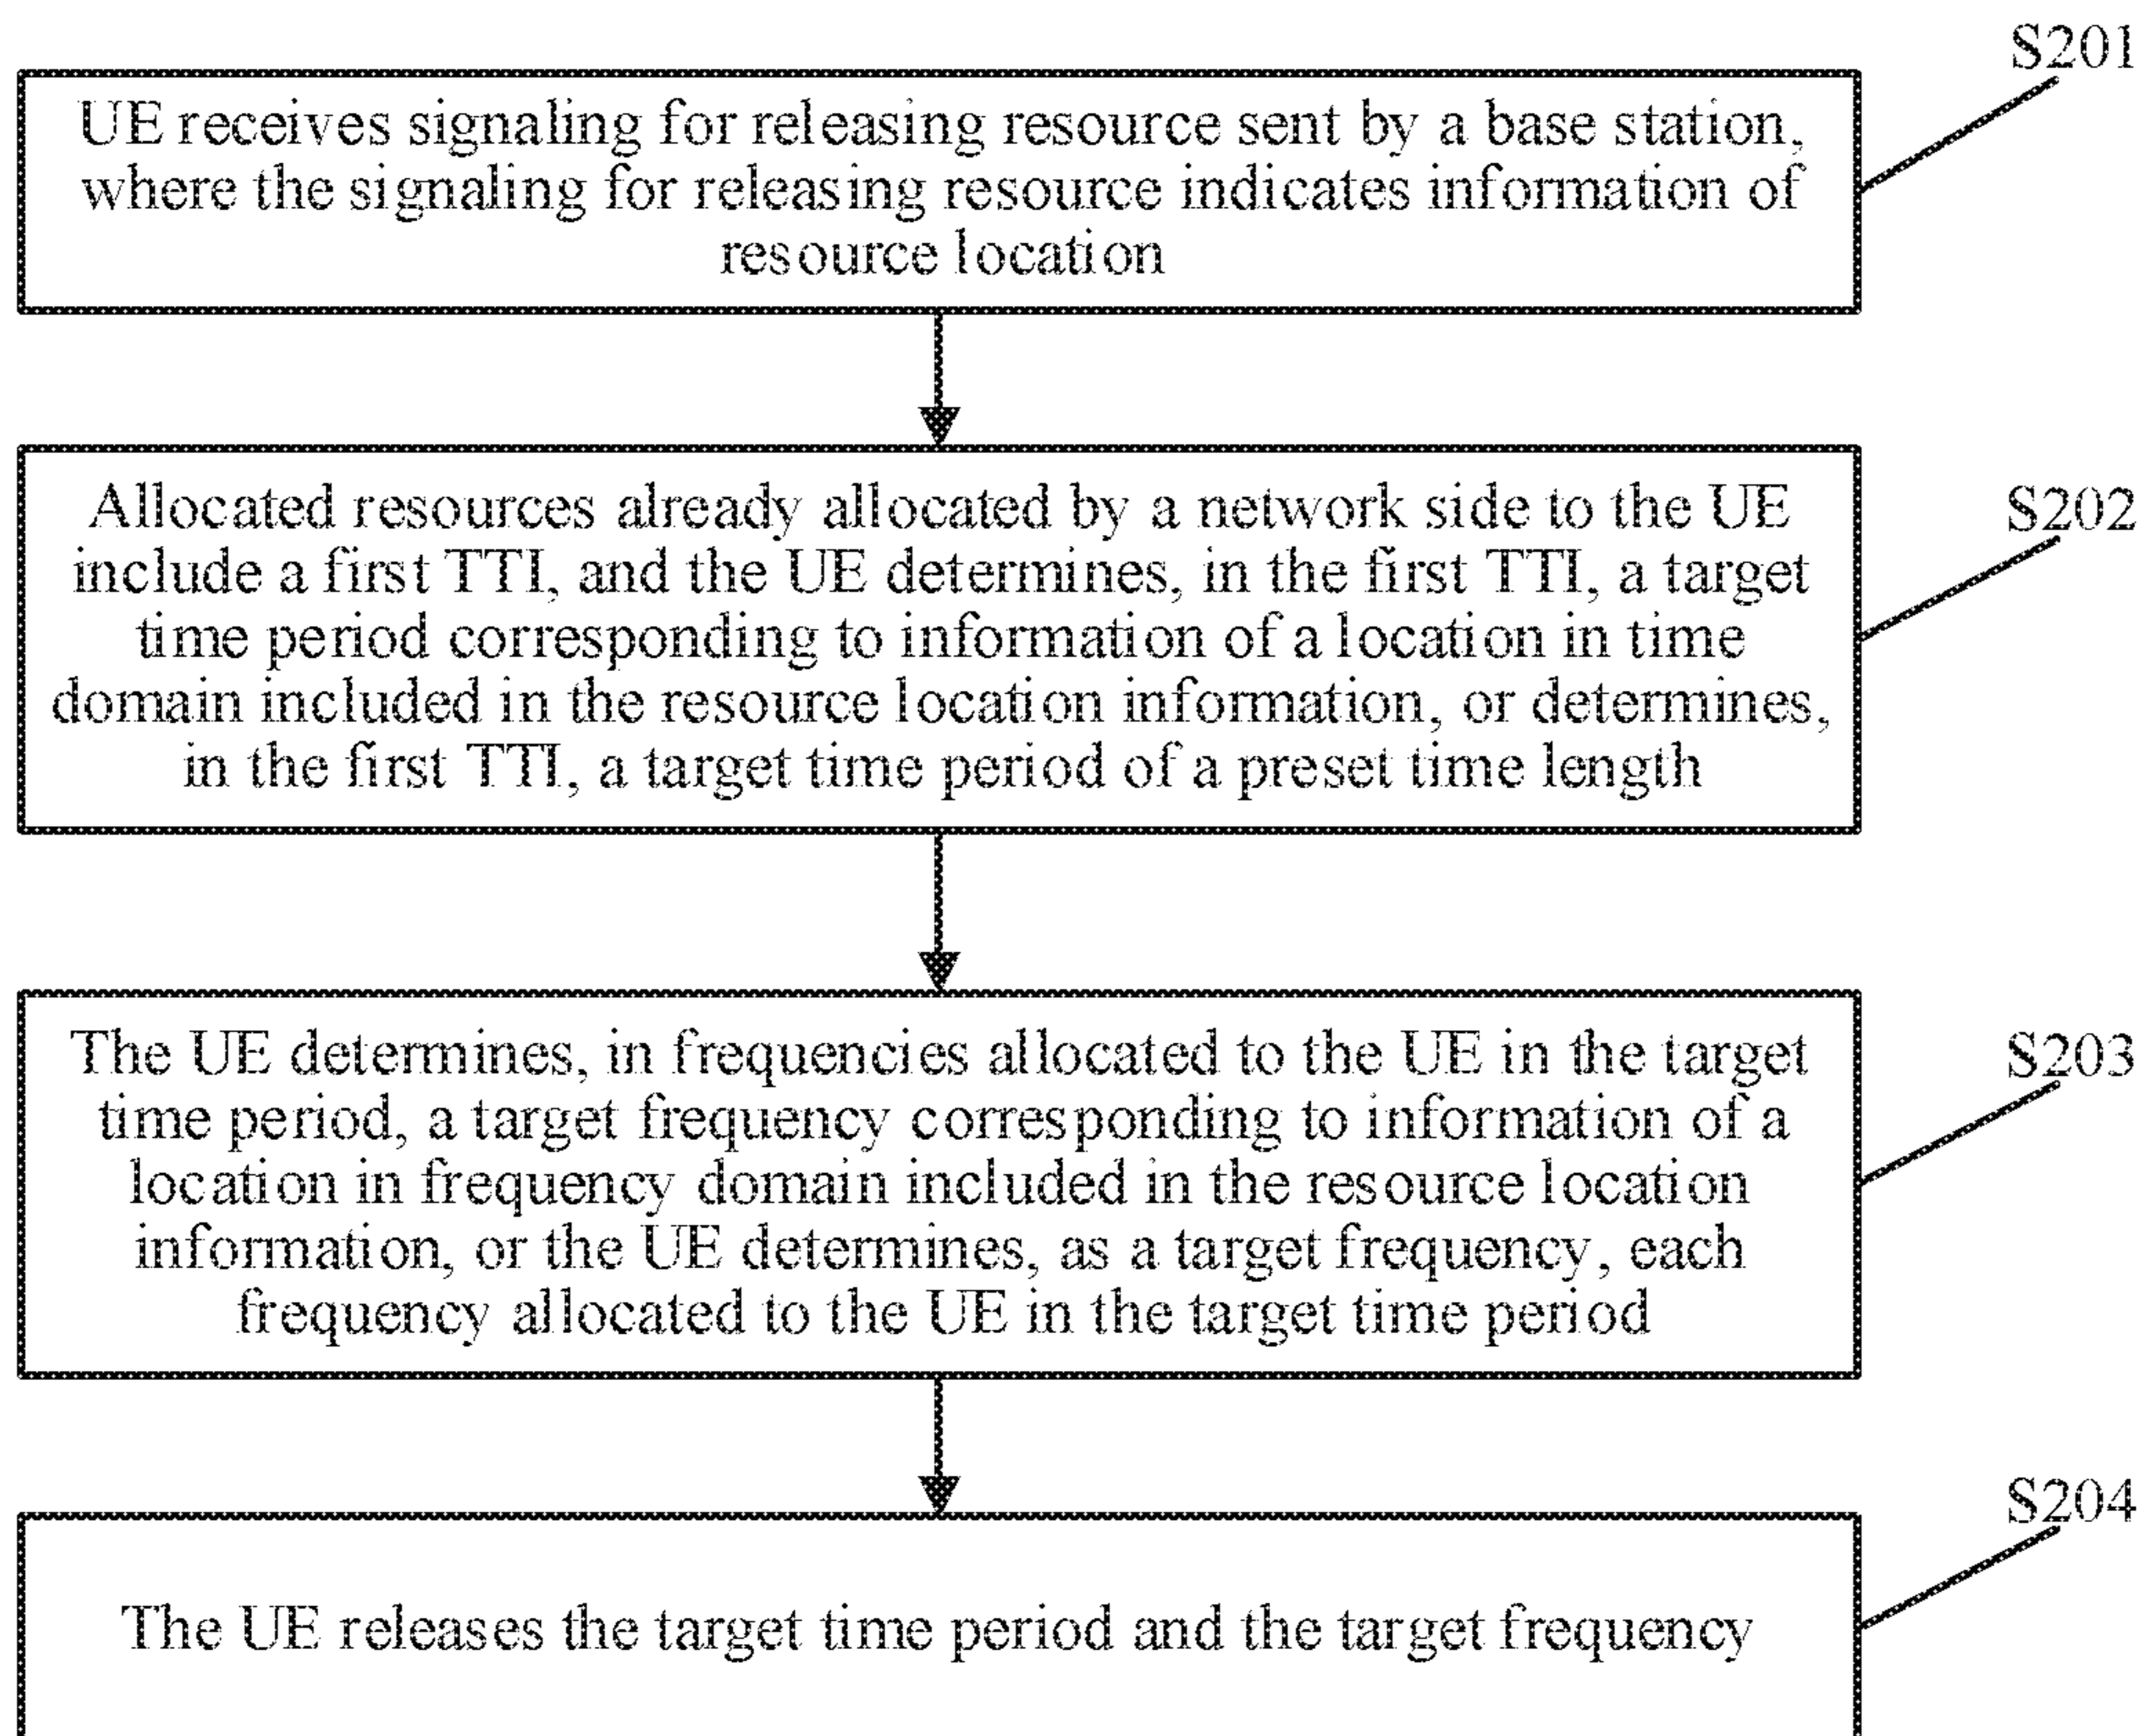 S201
UE receives signaling for releasing resource sent by a base station,
where the signaling for releasing resource indicates information of
resource location
S202
Allocated resources already allocated by a network side to the UE
include a first TTI, and the UE determines, in the first TTI, a target
time period corresponding to information of a location in time
domain included in the resource location information, or determines,
in the first TTI, a target time period of a preset time length
S203
The UE determines, in frequencies allocated to the UE in the target
time period, a target frequency corresponding to information of a
location in frequency domain included in the resource location
information, or the UE determines, as a target frequency, each
frequency allocated to the UE in the target time period
S204
The UE releases the target time period and the target frequency